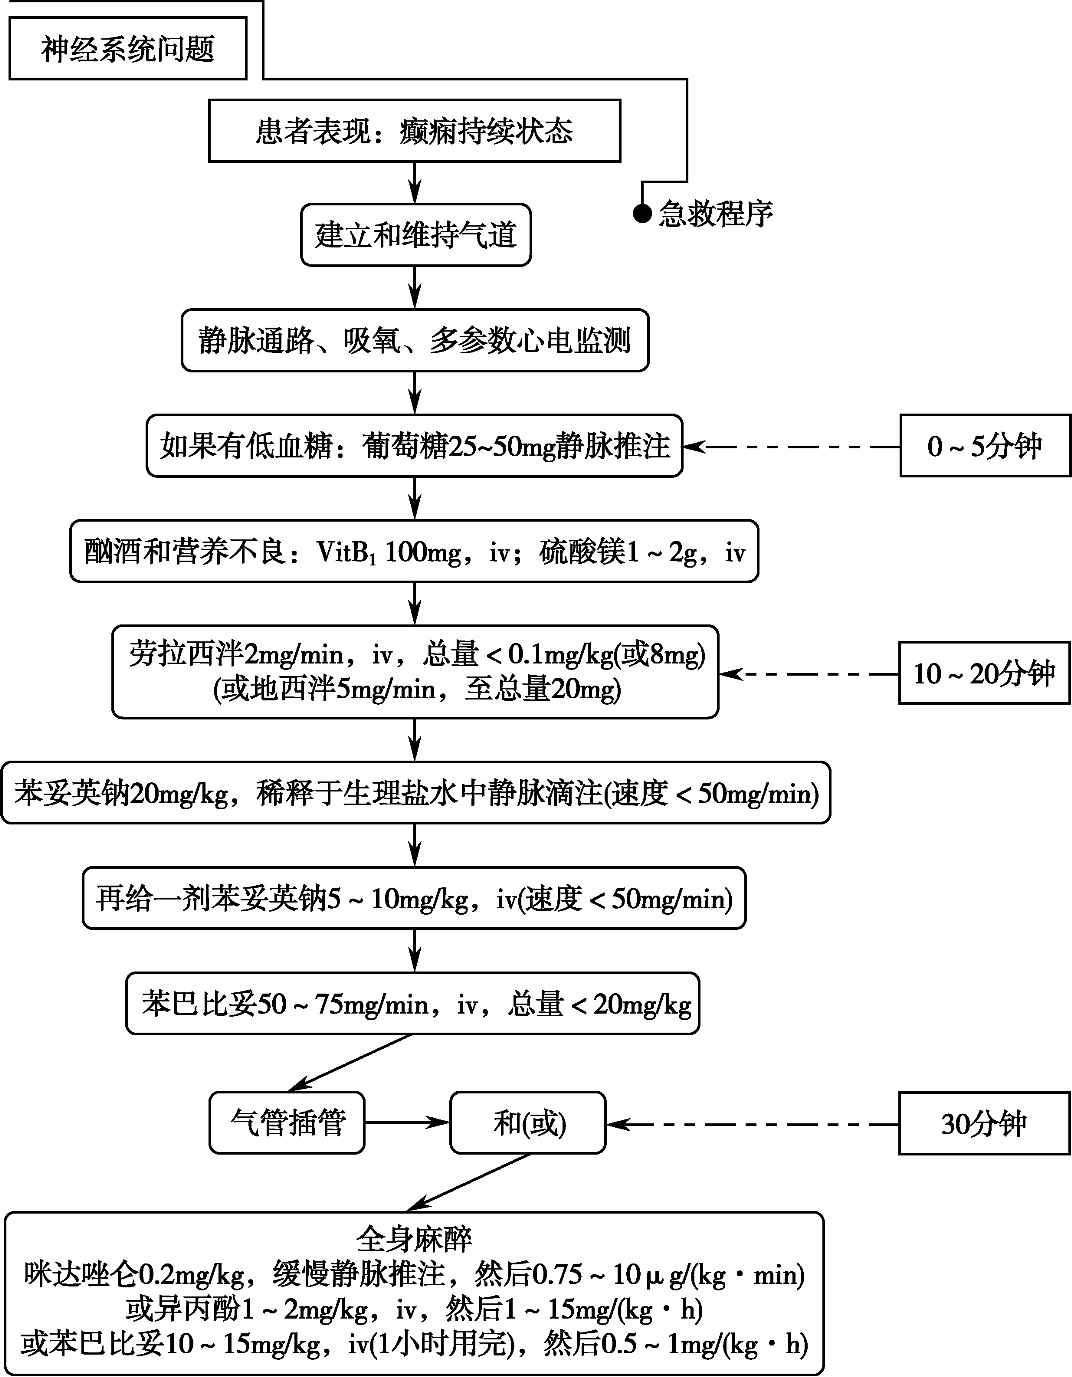 神经系统问题
患者表现：癫痫持续状态
急救程序
建立和维持气道
静脉通路、吸氧、多参数心电监测
如果有低血糖：葡萄糖25~50mg静脉推注
0～5分钟
酗酒和营养不良：VitB₁ 100mg，iv；硫酸镁1～2g，iv
劳拉西泮2mg/min，iv，总量＜0.1mg/kg(或8mg)
(或地西泮5mg/min，至总量20mg)
10～20分钟
苯妥英钠20mg/kg，稀释于生理盐水中静脉滴注(速度＜50mg/min)
再给一剂苯妥英钠5～10mg/kg，iv(速度＜50mg/min)
苯巴比妥50～75mg/min，iv，总量＜20mg/kg
气管插管
和(或)
30分钟
全身麻醉
咪达唑仑0.2mg/kg，缓慢静脉推注，然后0.75～10μg/(kg·min)
或异丙酚1～2mg/kg，iv，然后1～15mg/(kg·h)
或苯巴比妥10～15mg/kg，iv(1小时用完)，然后0.5～1mg/(kg·h)